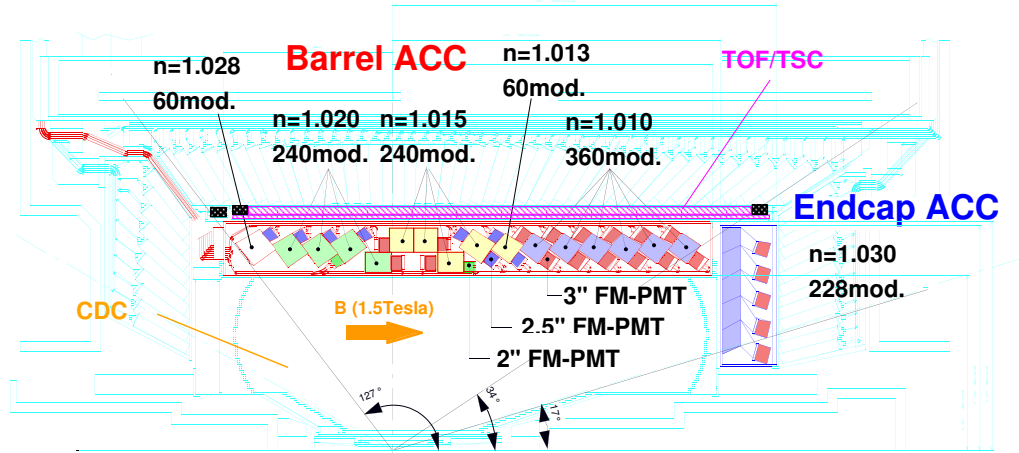 Barrel ACC
n=1.028
60mod.
n=1.020
240mod.
n=1.015
240mod.
n=1.013
60mod.
n=1.010
360mod.
TOF/TSC
Endcap ACC
n=1.030
228mod.
3" FM-PMT
2.5" FM-PMT
2" FM-PMT
CDC
B (1.5Tesla)
127°
34°
17°